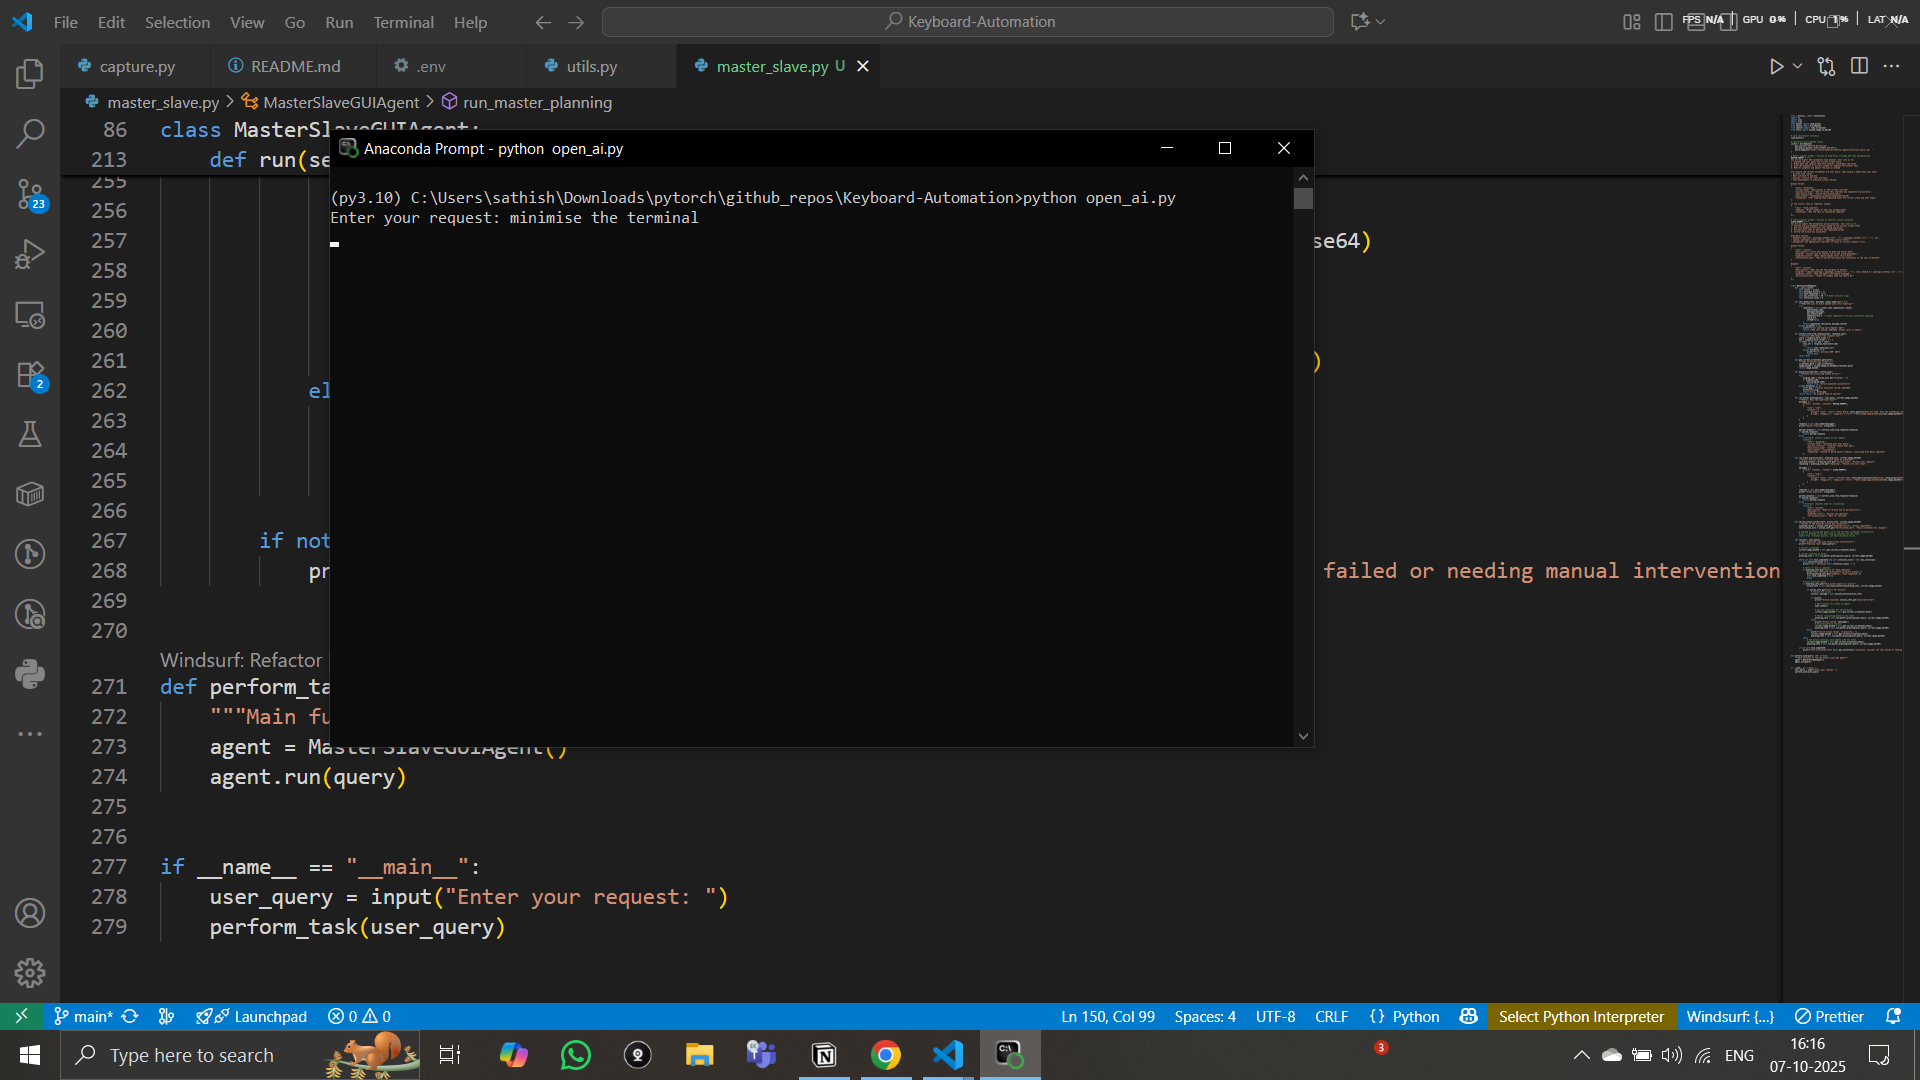 File Edit Selection View Go Run Terminal Help
Keyboard-Automation
FPS N/A GPU 0% CPU 1% LAT N/A
capture.py README.md .env utils.py master_slave.py U
master_slave.py > MasterSlaveGUIAgent > run_master_planning
86 class MasterSlaveGUIAgent:
213 def run(se
Anaconda Prompt - python open_ai.py
(py3.10) C:\Users\sathish\Downloads\pytorch\github_repos\Keyboard-Automation>python open_ai.py
Enter your request: minimise the terminal
255
256
257 se64)
258
259
260
261 )
262 el
263
264
265
266
267 if not
268 pr failed or needing manual intervention
269
270
Windsurf: Refactor
271 def perform_ta
272 """Main fu
273 agent = MasterSlaveGUIAgent()
274 agent.run(query)
275
276
277 if __name__ == "__main__":
278 user_query = input("Enter your request: ")
279 perform_task(user_query)
23
2
main* Launchpad 0 0 Ln 150, Col 99 Spaces: 4 UTF-8 CRLF {} Python Select Python Interpreter Windsurf: {...} Prettier
Type here to search
3
ENG
16:16
07-10-2025